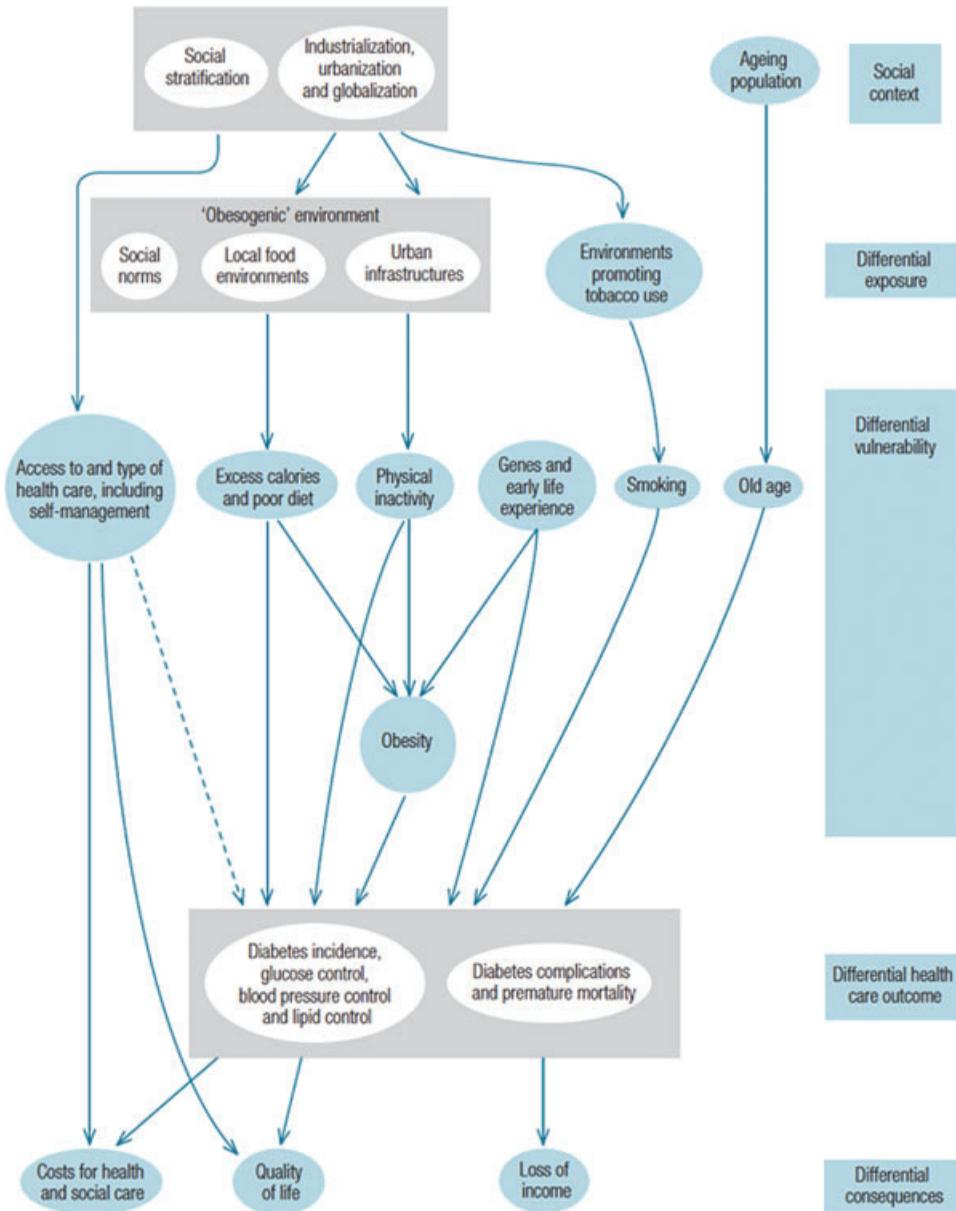 Social
stratification
Industrialization,
urbanization
and globalization
Ageing
population
Social
context
'Obesogenic' environment
Social
norms
Local food
environments
Urban
infrastructures
Environments
promoting
tobacco use
Differential
exposure
Access to and type of
health care, including
self-management
Excess calories
and poor diet
Physical
inactivity
Genes and
early life
experience
Smoking
Old age
Differential
vulnerability
Obesity
Diabetes incidence,
glucose control,
blood pressure control
and lipid control
Diabetes complications
and premature mortality
Differential health
care outcome
Costs for health
and social care
Quality
of life
Loss of
income
Differential
consequences